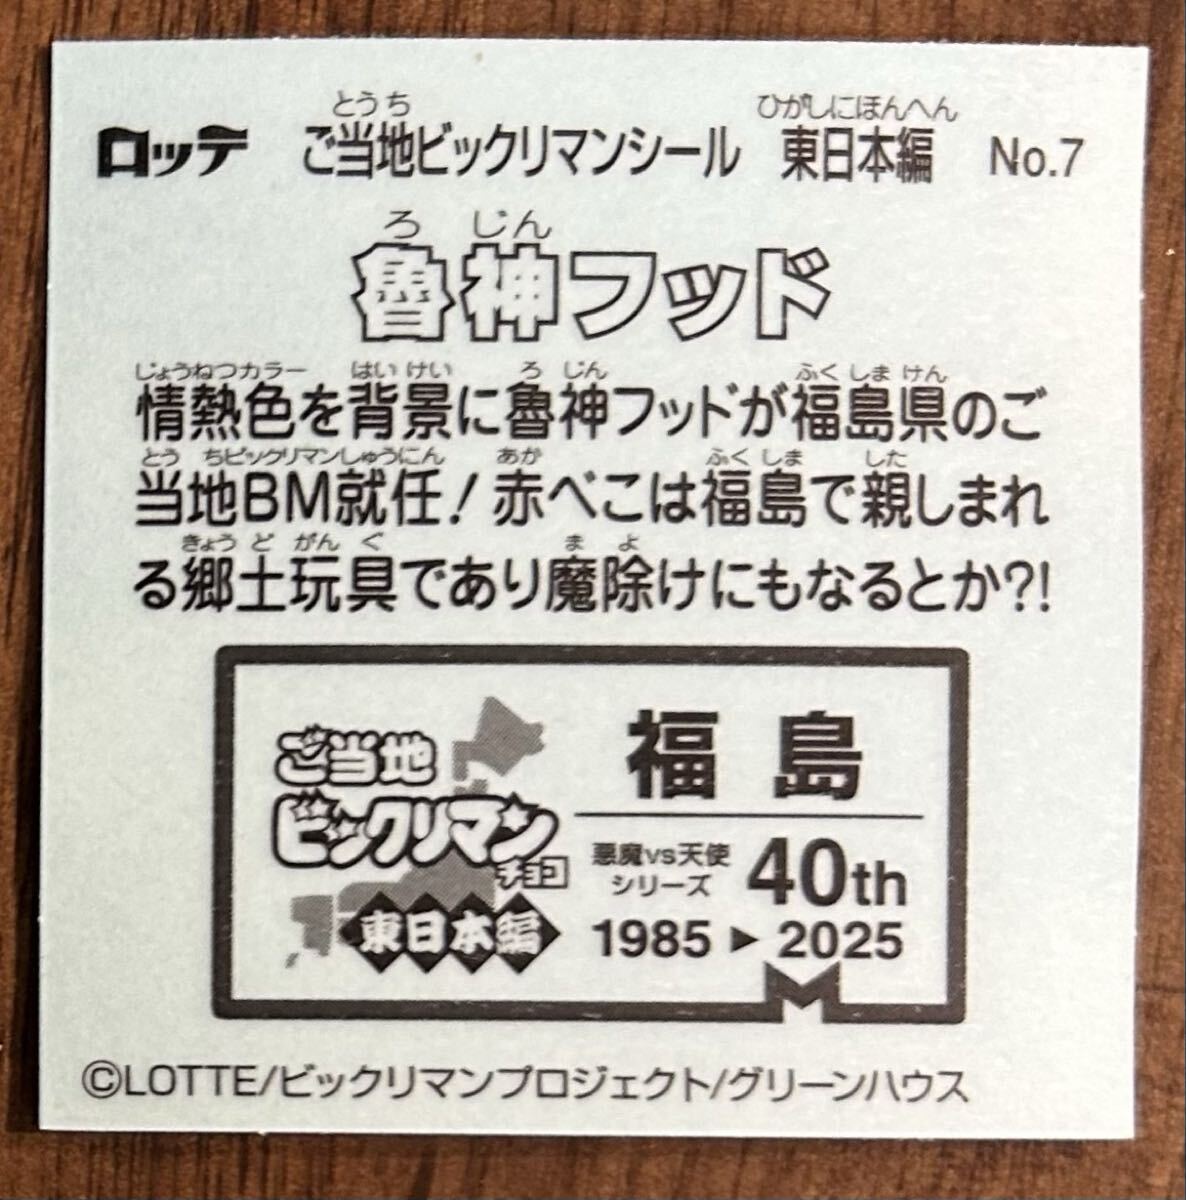 とうち ひがしにほんへん
ロッテ ご当地ビックリマンシール 東日本編 No.7
ろ じん
魯神フッド
じょうねつカラー はい けい ろ じん ふく しま けん
情熱色を背景に魯神フッドが福島県のご
とう ちビックリマンしゅうにん あか ふく しま した
当地BM就任！赤べこは福島で親しまれ
きょう ど がん ぐ ま よ
る郷土玩具であり魔除けにもなるとか?!
ご当地
ビックリマン
チョコ
東日本編
福島
悪魔vs天使
シリーズ
40th
1985▶2025
©LOTTE/ビックリマンプロジェクト/グリーンハウス